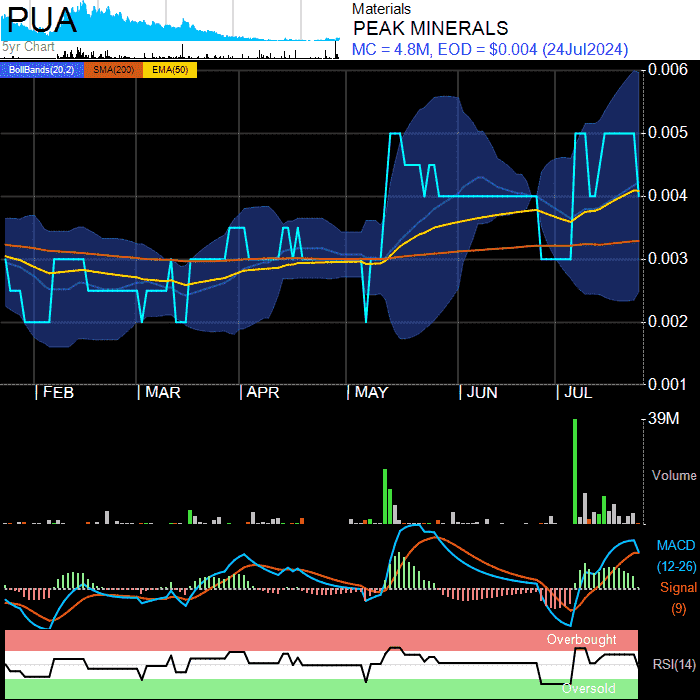 PUA
5yr Chart
Materials
PEAK MINERALS
MC = 4.8M, EOD = $0.004 (24Jul2024)
BollBands(20,2) SMA(200) EMA(50)
0.006
0.005
0.004
0.003
0.002
0.001
FEB MAR APR MAY JUN JUL
39M
Volume
MACD
(12-26)
Signal
(9)
Overbought
RSI(14)
Oversold